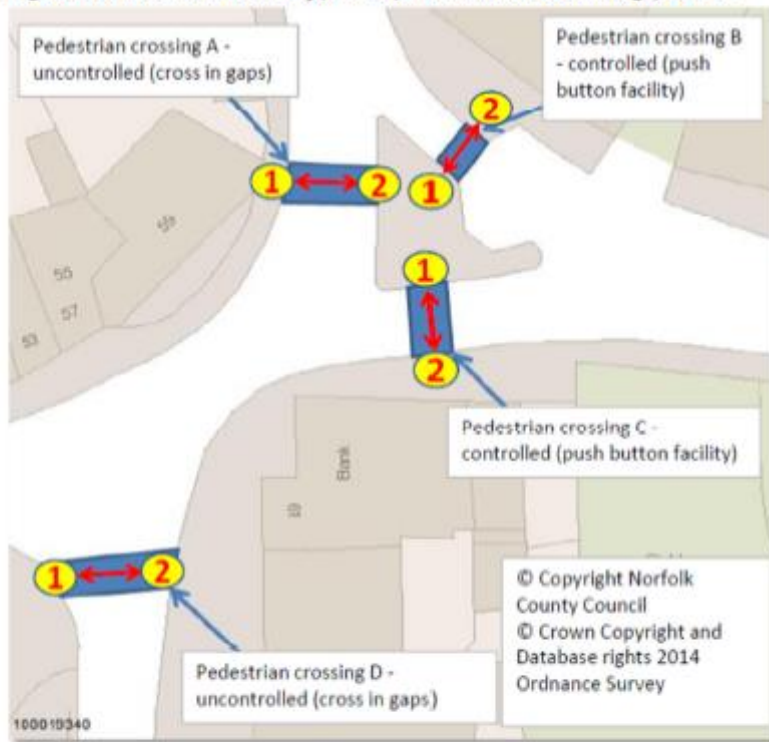 Pedestrian crossing A -
uncontrolled (cross in gaps)
Pedestrian crossing B
- controlled (push
button facility)
2
1
2
1
1
2
55
57
53
Pedestrian crossing C -
controlled (push button facility)
Bank
19
1
2
© Copyright Norfolk
County Council
© Crown Copyright and
Database rights 2014
Ordnance Survey
Pedestrian crossing D -
uncontrolled (cross in gaps)
100019340